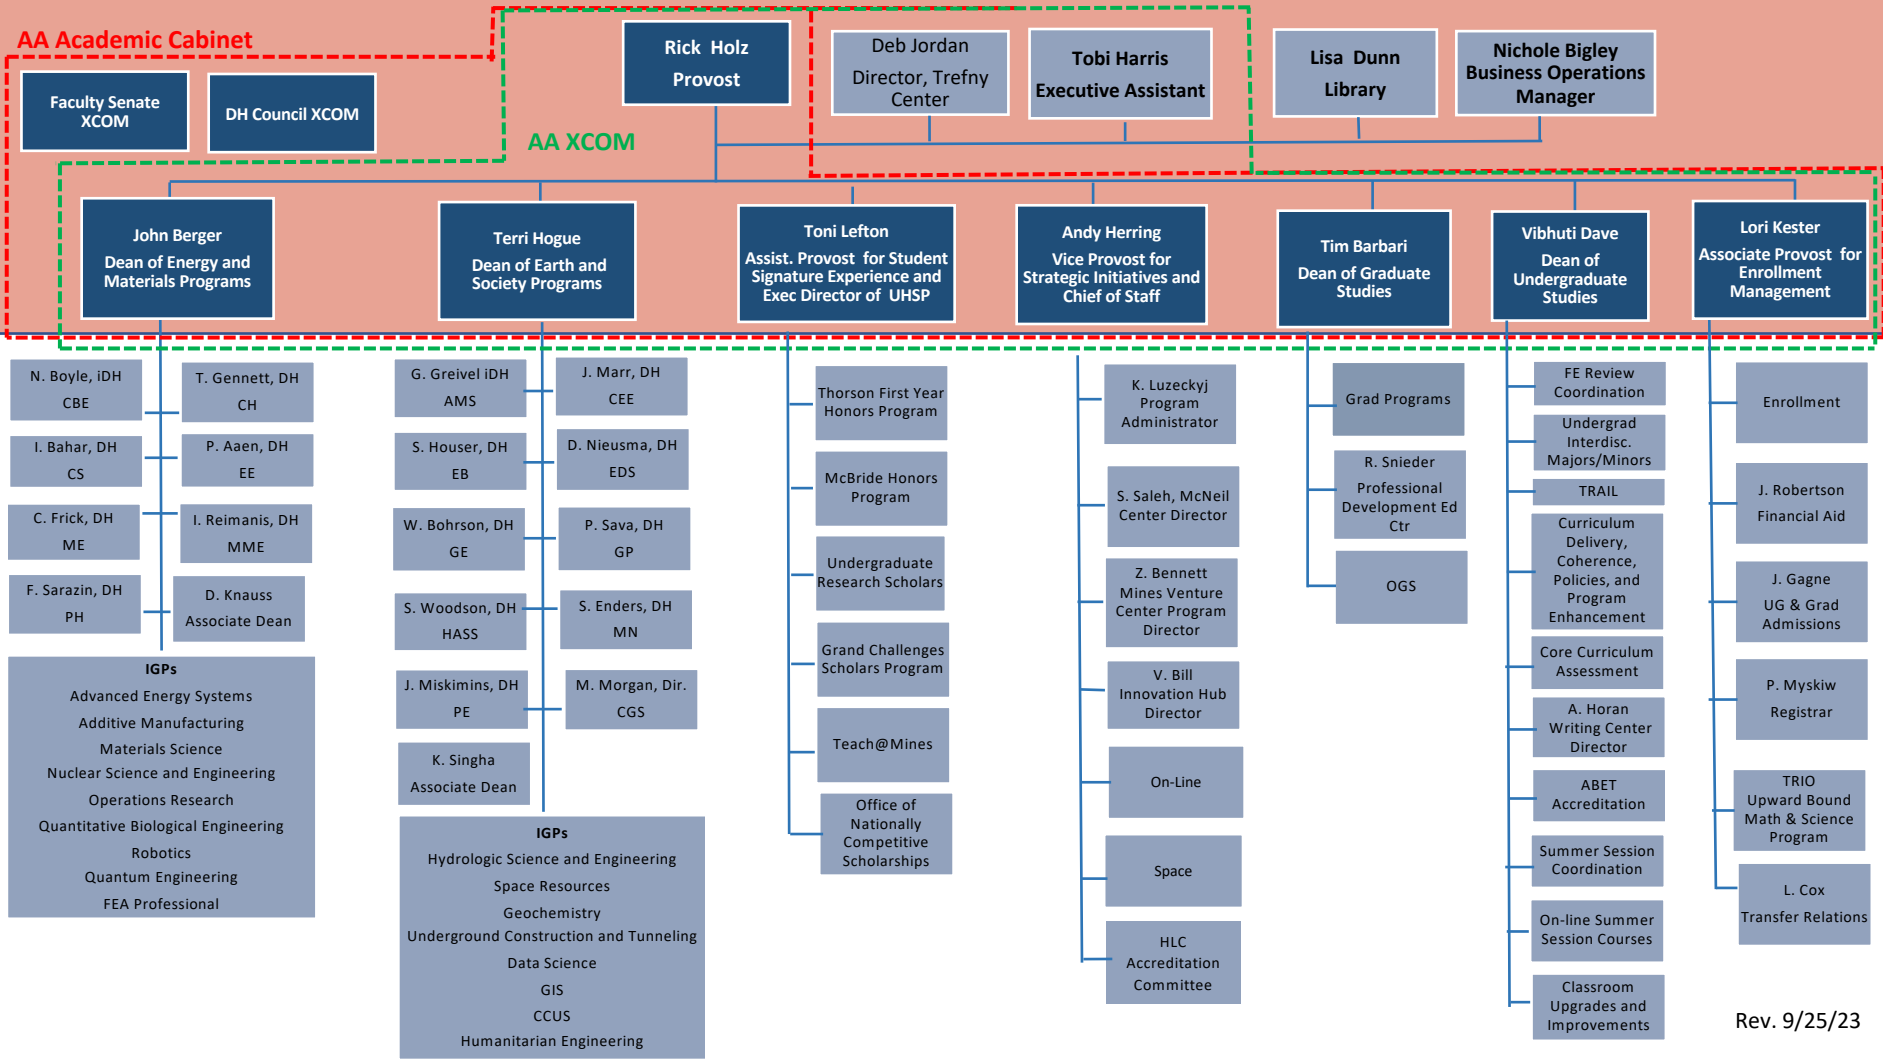 AA Academic Cabinet
Faculty Senate
XCOM
DH Council XCOM
AA XCOM
Rick Holz
Provost
Deb Jordan
Director, Trefny
Center
Tobi Harris
Executive Assistant
Lisa Dunn
Library
Nichole Bigley
Business Operations
Manager
John Berger
Dean of Energy and
Materials Programs
Terri Hogue
Dean of Earth and
Society Programs
Toni Lefton
Assist. Provost for Student
Signature Experience and
Exec Director of UHSP
Andy Herring
Vice Provost for
Strategic Initiatives and
Chief of Staff
Tim Barbari
Dean of Graduate
Studies
Vibhuti Dave
Dean of
Undergraduate
Studies
Lori Kester
Associate Provost for
Enrollment
Management
N. Boyle, iDH
CBE
T. Gennett, DH
CH
I. Bahar, DH
CS
P. Aaen, DH
EE
C. Frick, DH
ME
I. Reimanis, DH
MME
F. Sarazin, DH
PH
D. Knauss
Associate Dean
IGPs
Advanced Energy Systems
Additive Manufacturing
Materials Science
Nuclear Science and Engineering
Operations Research
Quantitative Biological Engineering
Robotics
Quantum Engineering
FEA Professional
G. Greivel iDH
AMS
J. Marr, DH
CEE
S. Houser, DH
EB
D. Nieusma, DH
EDS
W. Bohrson, DH
GE
P. Sava, DH
GP
S. Woodson, DH
HASS
S. Enders, DH
MN
J. Miskimins, DH
PE
M. Morgan, Dir.
CGS
K. Singha
Associate Dean
IGPs
Hydrologic Science and Engineering
Space Resources
Geochemistry
Underground Construction and Tunneling
Data Science
GIS
CCUS
Humanitarian Engineering
Thorson First Year
Honors Program
McBride Honors
Program
Undergraduate
Research Scholars
Grand Challenges
Scholars Program
Teach@Mines
Office of
Nationally
Competitive
Scholarships
K. Luzeckyj
Program
Administrator
S. Saleh, McNeil
Center Director
Z. Bennett
Mines Venture
Center Program
Director
V. Bill
Innovation Hub
Director
On-Line
Space
HLC
Accreditation
Committee
Grad Programs
R. Snieder
Professional
Development Ed
Ctr
OGS
FE Review
Coordination
Undergrad
Interdisc.
Majors/Minors
TRAIL
Curriculum
Delivery,
Coherence,
Policies, and
Program
Enhancement
Core Curriculum
Assessment
A. Horan
Writing Center
Director
ABET
Accreditation
Summer Session
Coordination
On-line Summer
Session Courses
Classroom
Upgrades and
Improvements
Enrollment
J. Robertson
Financial Aid
J. Gagne
UG & Grad
Admissions
P. Myskiw
Registrar
TRIO
Upward Bound
Math & Science
Program
L. Cox
Transfer Relations
Rev. 9/25/23